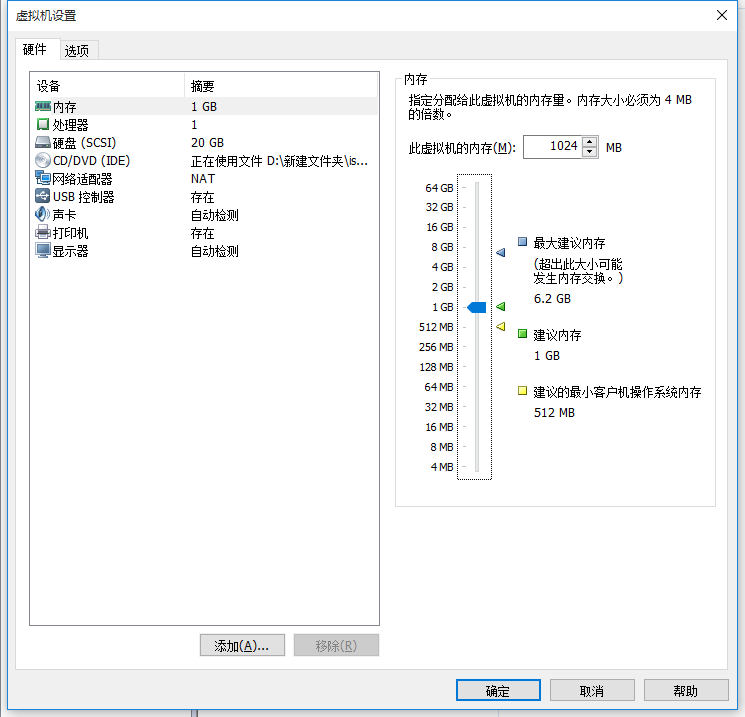 虚拟机设置
硬件 选项
设备 摘要
内存 1 GB
处理器 1
硬盘 (SCSI) 20 GB
CD/DVD (IDE) 正在使用文件 D:\新建文件夹\is...
网络适配器 NAT
USB 控制器 存在
声卡 自动检测
打印机 存在
显示器 自动检测
添加(A)... 移除(R)
内存
指定分配给此虚拟机的内存量。内存大小必须为 4 MB
的倍数。
此虚拟机的内存(M): 1024 MB
64 GB
32 GB
16 GB
8 GB
4 GB
2 GB
1 GB
512 MB
256 MB
128 MB
64 MB
32 MB
16 MB
8 MB
4 MB
最大建议内存
(超出此大小可能
发生内存交换。)
6.2 GB
建议内存
1 GB
建议的最小客户机操作系统内存
512 MB
确定 取消 帮助